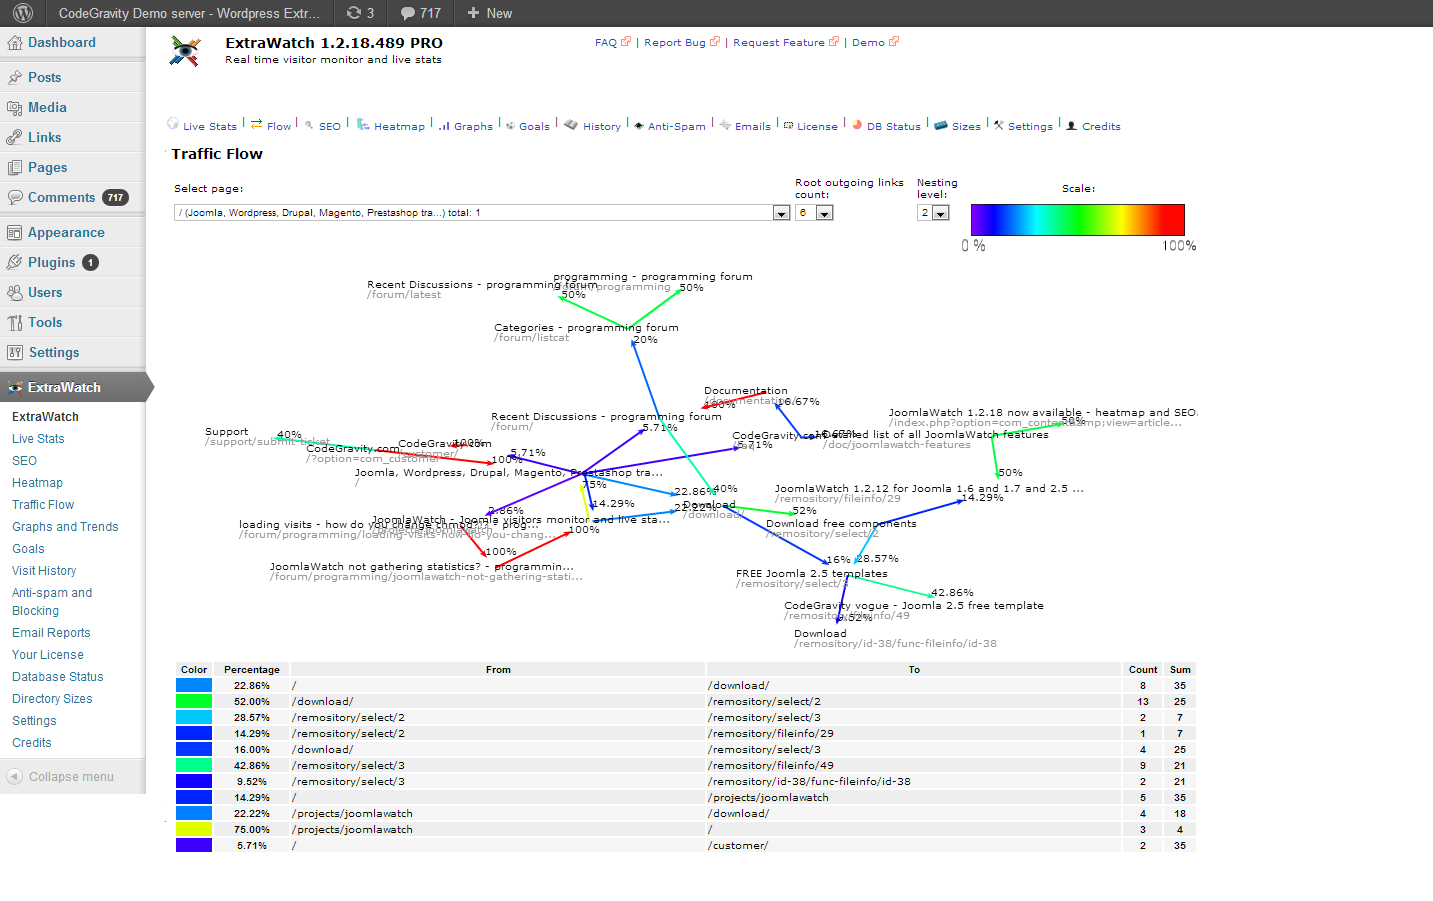 CodeGravity Demo server - Wordpress Extr... 3 717 New
Dashboard
Posts
Media
Links
Pages
Comments 717
Appearance
Plugins 1
Users
Tools
Settings
ExtraWatch
ExtraWatch
Live Stats
SEO
Heatmap
Traffic Flow
Graphs and Trends
Goals
Visit History
Anti-spam and
Blocking
Email Reports
Your License
Database Status
Directory Sizes
Settings
Credits
Collapse menu
ExtraWatch 1.2.18.489 PRO
Real time visitor monitor and live stats
FAQ | Report Bug | Request Feature | Demo
Live Stats | Flow | SEO | Heatmap | Graphs | Goals | History | Anti-Spam | Emails | License | DB Status | Sizes | Settings | Credits
Traffic Flow
Select page:
/ (Joomla, Wordpress, Drupal, Magento, Prestashop tra...) total: 1
Root outgoing links
count:
6
Nesting
level:
2
Scale:
0 % 100%
programming - programming forum
/forum/programming
50%
Recent Discussions - programming forum
/forum/latest
50%
Categories - programming forum
/forum/listcat
20%
Documentation
/documentation/
100%
16.67%
JoomlaWatch 1.2.18 now available - heatmap and SEO
/index.php?option=com_content&amp;view=article...
50%
Recent Discussions - programming forum
/forum/
5.71%
Support
/support/submit-ticket
40%
CodeGravity.com
/?option=com_customer
100%
CodeGravity.com
/customer/
100%
5.71%
CodeGravity.com
/faq
5.71%
16.67%
Detailed list of all JoomlaWatch features
/doc/joomlawatch-features
50%
Joomla, Wordpress, Drupal, Magento, Prestashop tra...
/
75%
22.86%
40%
Download
/download/
22.22%
14.29%
JoomlaWatch 1.2.12 for Joomla 1.6 and 1.7 and 2.5 ...
/remository/fileinfo/29
14.29%
2.86%
JoomlaWatch - Joomla visitors monitor and live sta...
/projects/joomlawatch
loading visits - how do you change
/forum/programming/loading-visits-how-do-you-chang...
100%
100%
52%
Download free components
/remository/select/2
JoomlaWatch not gathering statistics? - programmin...
/forum/programming/joomlawatch-not-gathering-stati...
16%
28.57%
FREE Joomla 2.5 templates
/remository/select/3
42.86%
CodeGravity vogue - Joomla 2.5 free template
/remository/fileinfo/49
9.52%
Download
/remository/id-38/func-fileinfo/id-38
Color Percentage From To Count Sum
22.86% / /download/ 8 35
52.00% /download/ /remository/select/2 13 25
28.57% /remository/select/2 /remository/select/3 2 7
14.29% /remository/select/2 /remository/fileinfo/29 1 7
16.00% /download/ /remository/select/3 4 25
42.86% /remository/select/3 /remository/fileinfo/49 9 21
9.52% /remository/select/3 /remository/id-38/func-fileinfo/id-38 2 21
14.29% / /projects/joomlawatch 5 35
22.22% /projects/joomlawatch /download/ 4 18
75.00% /projects/joomlawatch / 3 4
5.71% / /customer/ 2 35